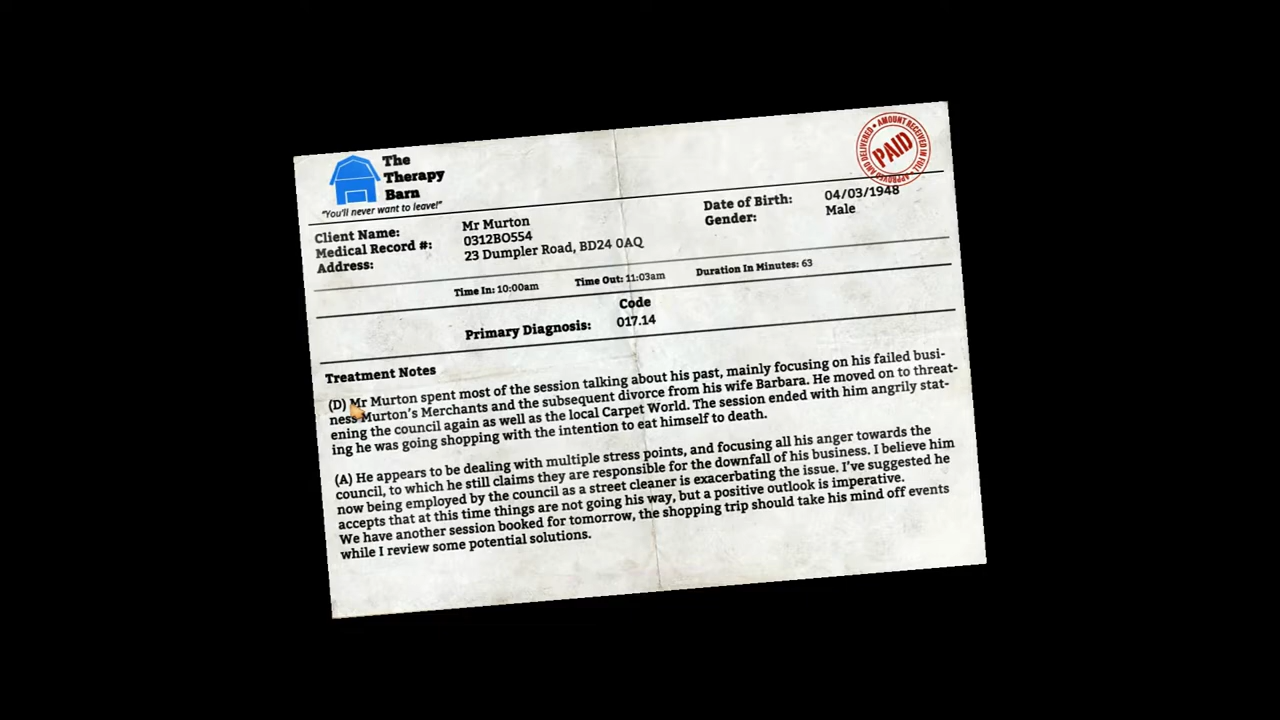 The
Therapy
Barn
"You'll never want to leave!"
AMOUNT RECEIVED IN FULL • APPROVED AND DELIVERED •
PAID
Client Name: Mr Murton
Medical Record #: 0312BO554
Address: 23 Dumpler Road, BD24 0AQ
Date of Birth: 04/03/1948
Gender: Male
Time In: 10:00am Time Out: 11:03am Duration In Minutes: 63
Code
Primary Diagnosis: 017.14
Treatment Notes
(D) Mr Murton spent most of the session talking about his past, mainly focusing on his failed busi-
ness Murton's Merchants and the subsequent divorce from his wife Barbara. He moved on to threat-
ening the council again as well as the local Carpet World. The session ended with him angrily stat-
ing he was going shopping with the intention to eat himself to death.
(A) He appears to be dealing with multiple stress points, and focusing all his anger towards the
council, to which he still claims they are responsible for the downfall of his business. I believe him
now being employed by the council as a street cleaner is exacerbating the issue. I've suggested he
accepts that at this time things are not going his way, but a positive outlook is imperative.
We have another session booked for tomorrow, the shopping trip should take his mind off events
while I review some potential solutions.